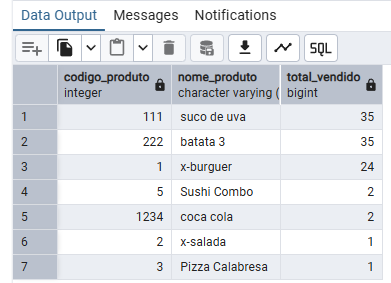 Data Output Messages Notifications
SQL
codigo_produto nome_produto total_vendido
integer character varying ( bigint
1 111 suco de uva 35
2 222 batata 3 35
3 1 x-burguer 24
4 5 Sushi Combo 2
5 1234 coca cola 2
6 2 x-salada 1
7 3 Pizza Calabresa 1